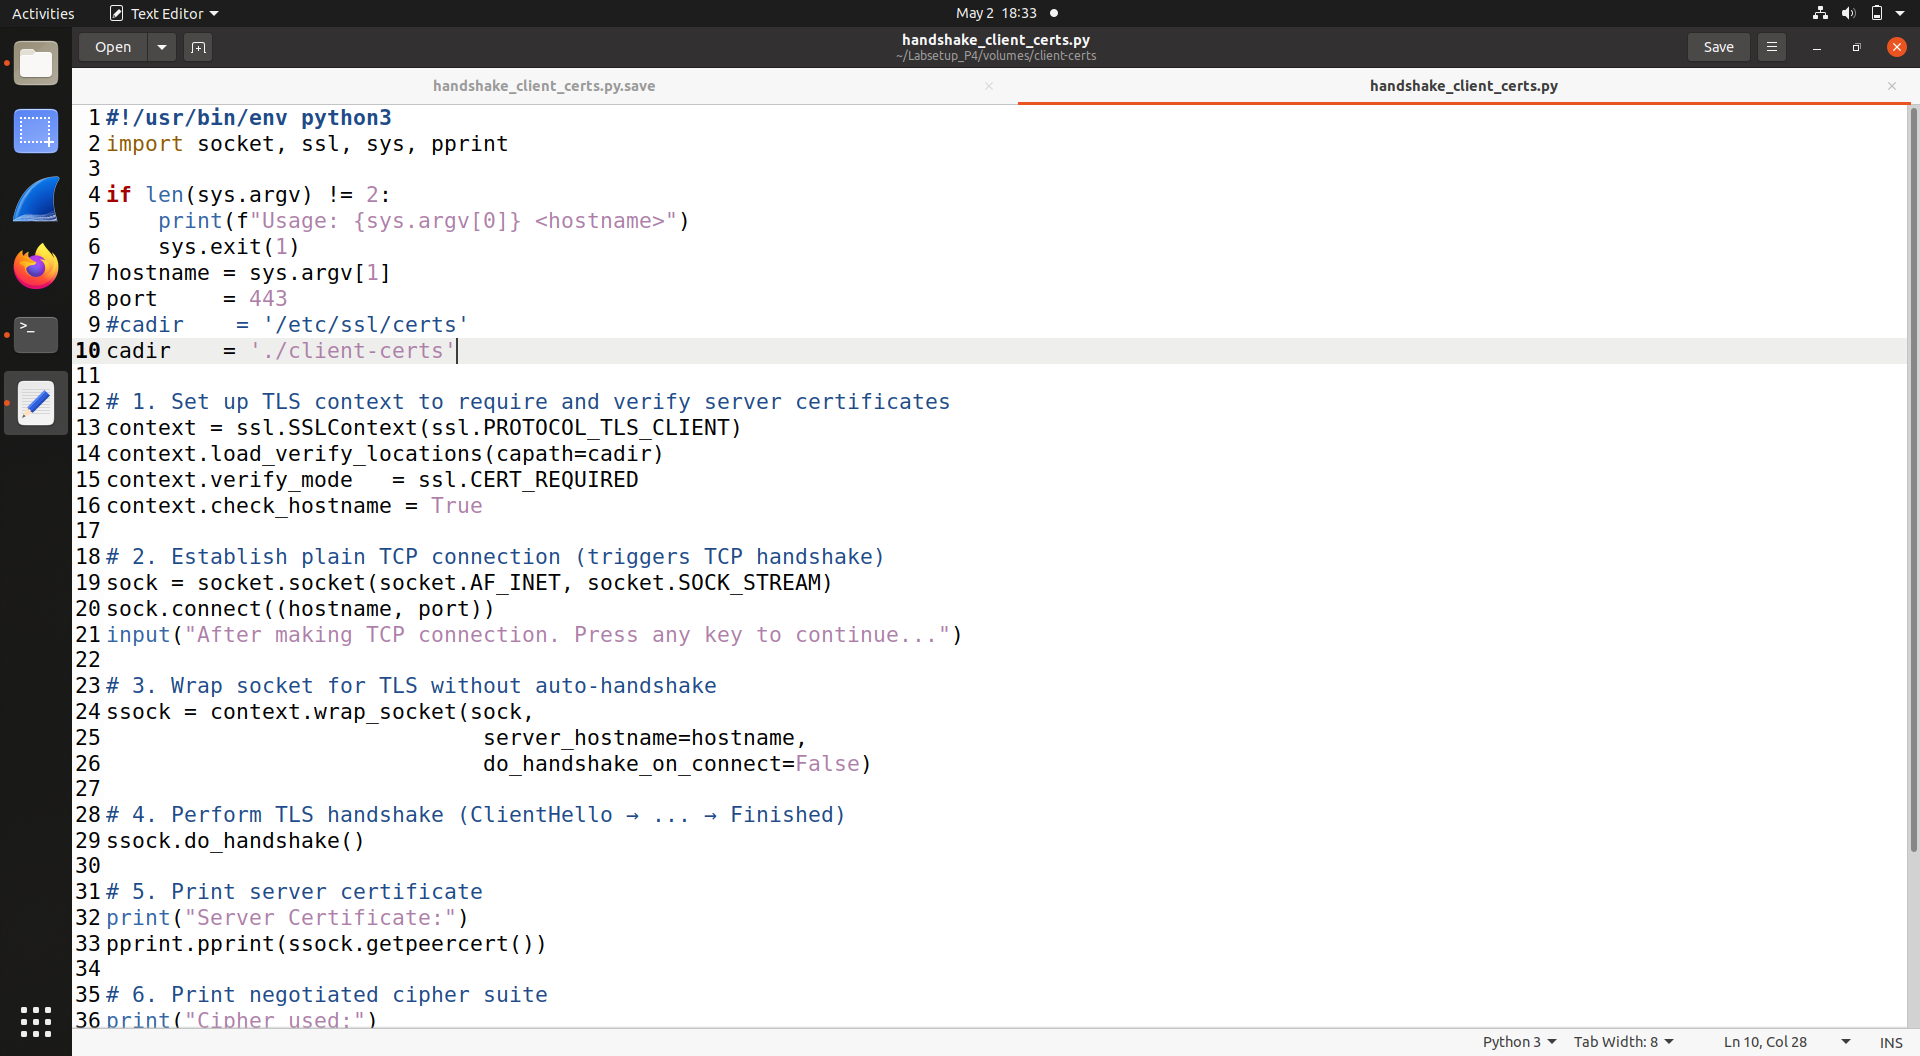 Activities
Text Editor
May 2 18:33
Open
handshake_client_certs.py
~/Labsetup_P4/volumes/client-certs
Save
handshake_client_certs.py.save
handshake_client_certs.py
1 #!/usr/bin/env python3
2 import socket, ssl, sys, pprint
3
4 if len(sys.argv) != 2:
5     print(f"Usage: {sys.argv[0]} <hostname>")
6     sys.exit(1)
7 hostname = sys.argv[1]
8 port     = 443
9 #cadir    = '/etc/ssl/certs'
10 cadir    = './client-certs'
11
12 # 1. Set up TLS context to require and verify server certificates
13 context = ssl.SSLContext(ssl.PROTOCOL_TLS_CLIENT)
14 context.load_verify_locations(capath=cadir)
15 context.verify_mode   = ssl.CERT_REQUIRED
16 context.check_hostname = True
17
18 # 2. Establish plain TCP connection (triggers TCP handshake)
19 sock = socket.socket(socket.AF_INET, socket.SOCK_STREAM)
20 sock.connect((hostname, port))
21 input("After making TCP connection. Press any key to continue...")
22
23 # 3. Wrap socket for TLS without auto-handshake
24 ssock = context.wrap_socket(sock,
25                             server_hostname=hostname,
26                             do_handshake_on_connect=False)
27
28 # 4. Perform TLS handshake (ClientHello → ... → Finished)
29 ssock.do_handshake()
30
31 # 5. Print server certificate
32 print("Server Certificate:")
33 pprint.pprint(ssock.getpeercert())
34
35 # 6. Print negotiated cipher suite
36 print("Cipher used:")
Python 3
Tab Width: 8
Ln 10, Col 28
INS